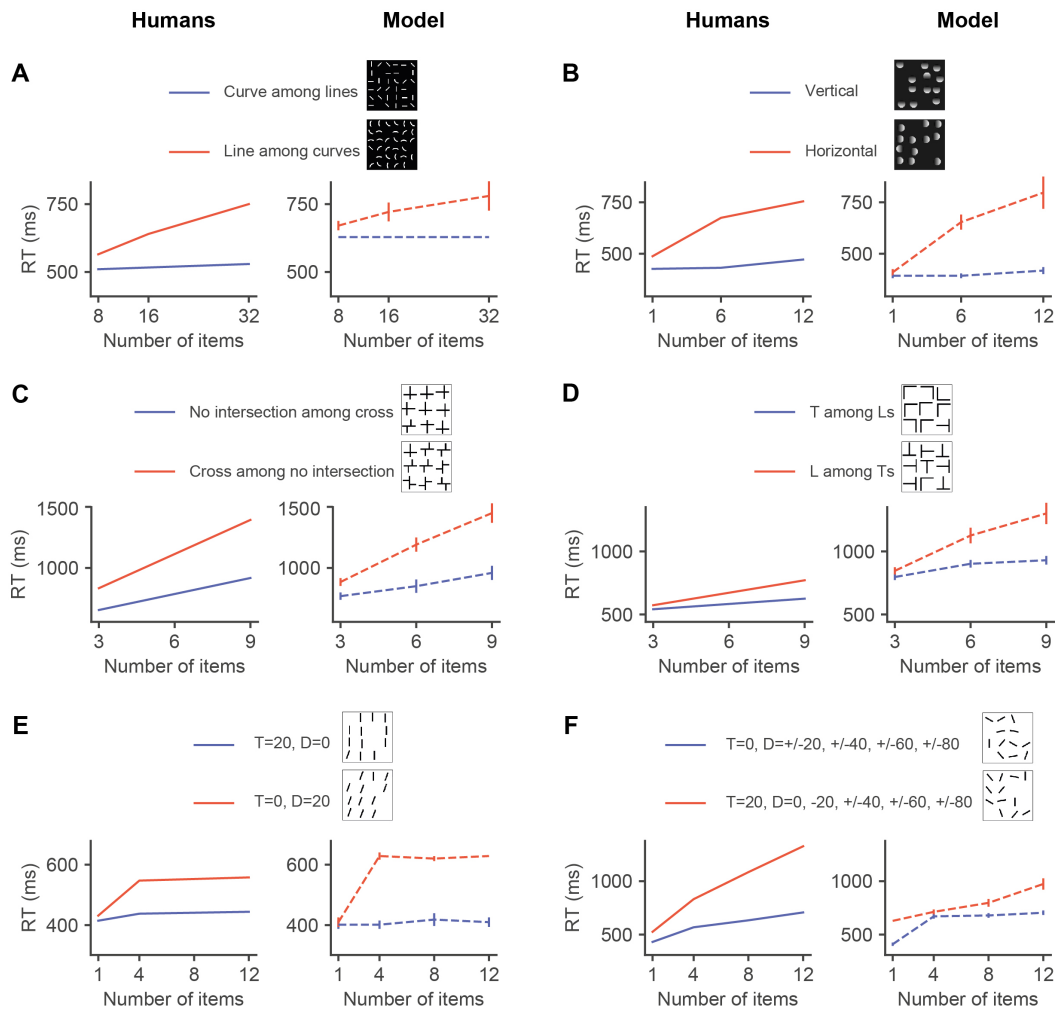 Humans Model Humans Model
A
Curve among lines
Line among curves
RT (ms)
750
500
8 16 32
Number of items
8 16 32
Number of items
750
500
B
Vertical
Horizontal
RT (ms)
750
500
1 6 12
Number of items
750
500
1 6 12
Number of items
C
No intersection among cross
Cross among no intersection
RT (ms)
1500
1000
3 6 9
Number of items
1500
1000
3 6 9
Number of items
D
T among Ls
L among Ts
RT (ms)
1000
500
3 6 9
Number of items
1000
500
3 6 9
Number of items
E
T=20, D=0
T=0, D=20
RT (ms)
600
400
1 4 8 12
Number of items
600
400
1 4 8 12
Number of items
F
T=0, D=+/-20, +/-40, +/-60, +/-80
T=20, D=0, -20, +/-40, +/-60, +/-80
RT (ms)
1000
500
1 4 8 12
Number of items
1000
500
1 4 8 12
Number of items